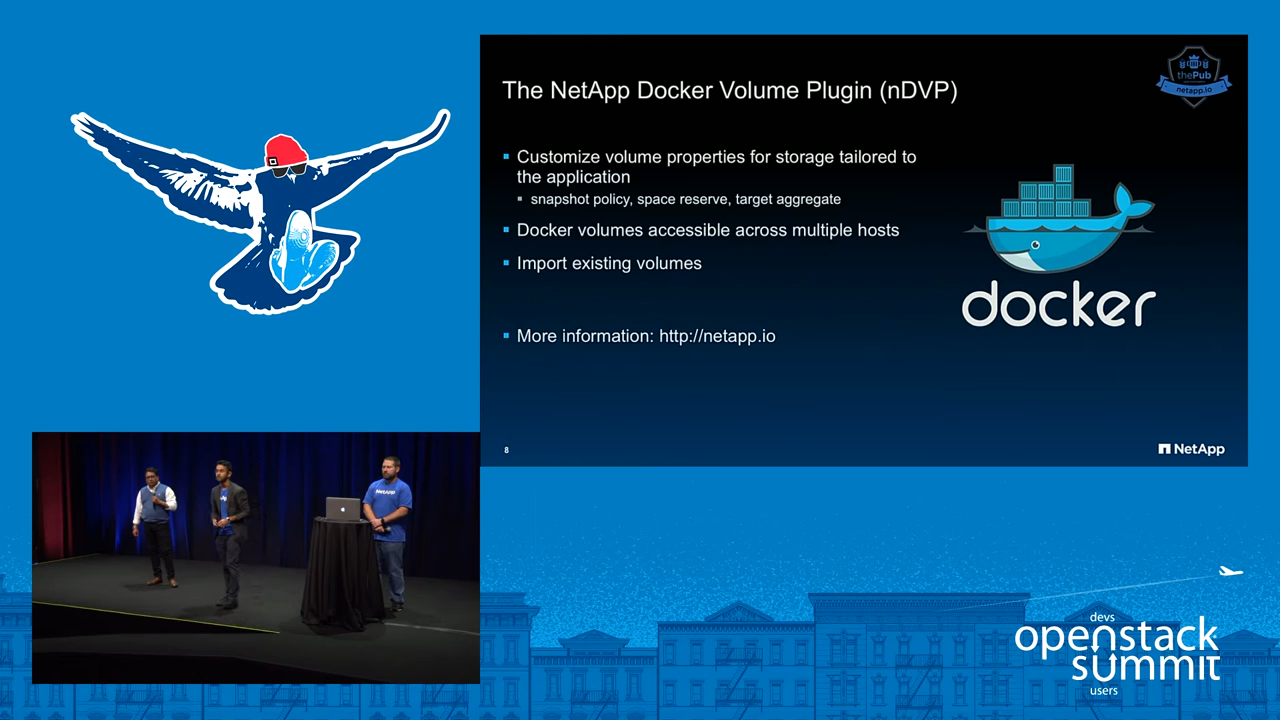 The NetApp Docker Volume Plugin (nDVP)
thePub
netapp.io
Customize volume properties for storage tailored to
the application
snapshot policy, space reserve, target aggregate
Docker volumes accessible across multiple hosts
Import existing volumes
docker
More information: http://netapp.io
8
NetApp
NetApp
devs
openstack
summit
users